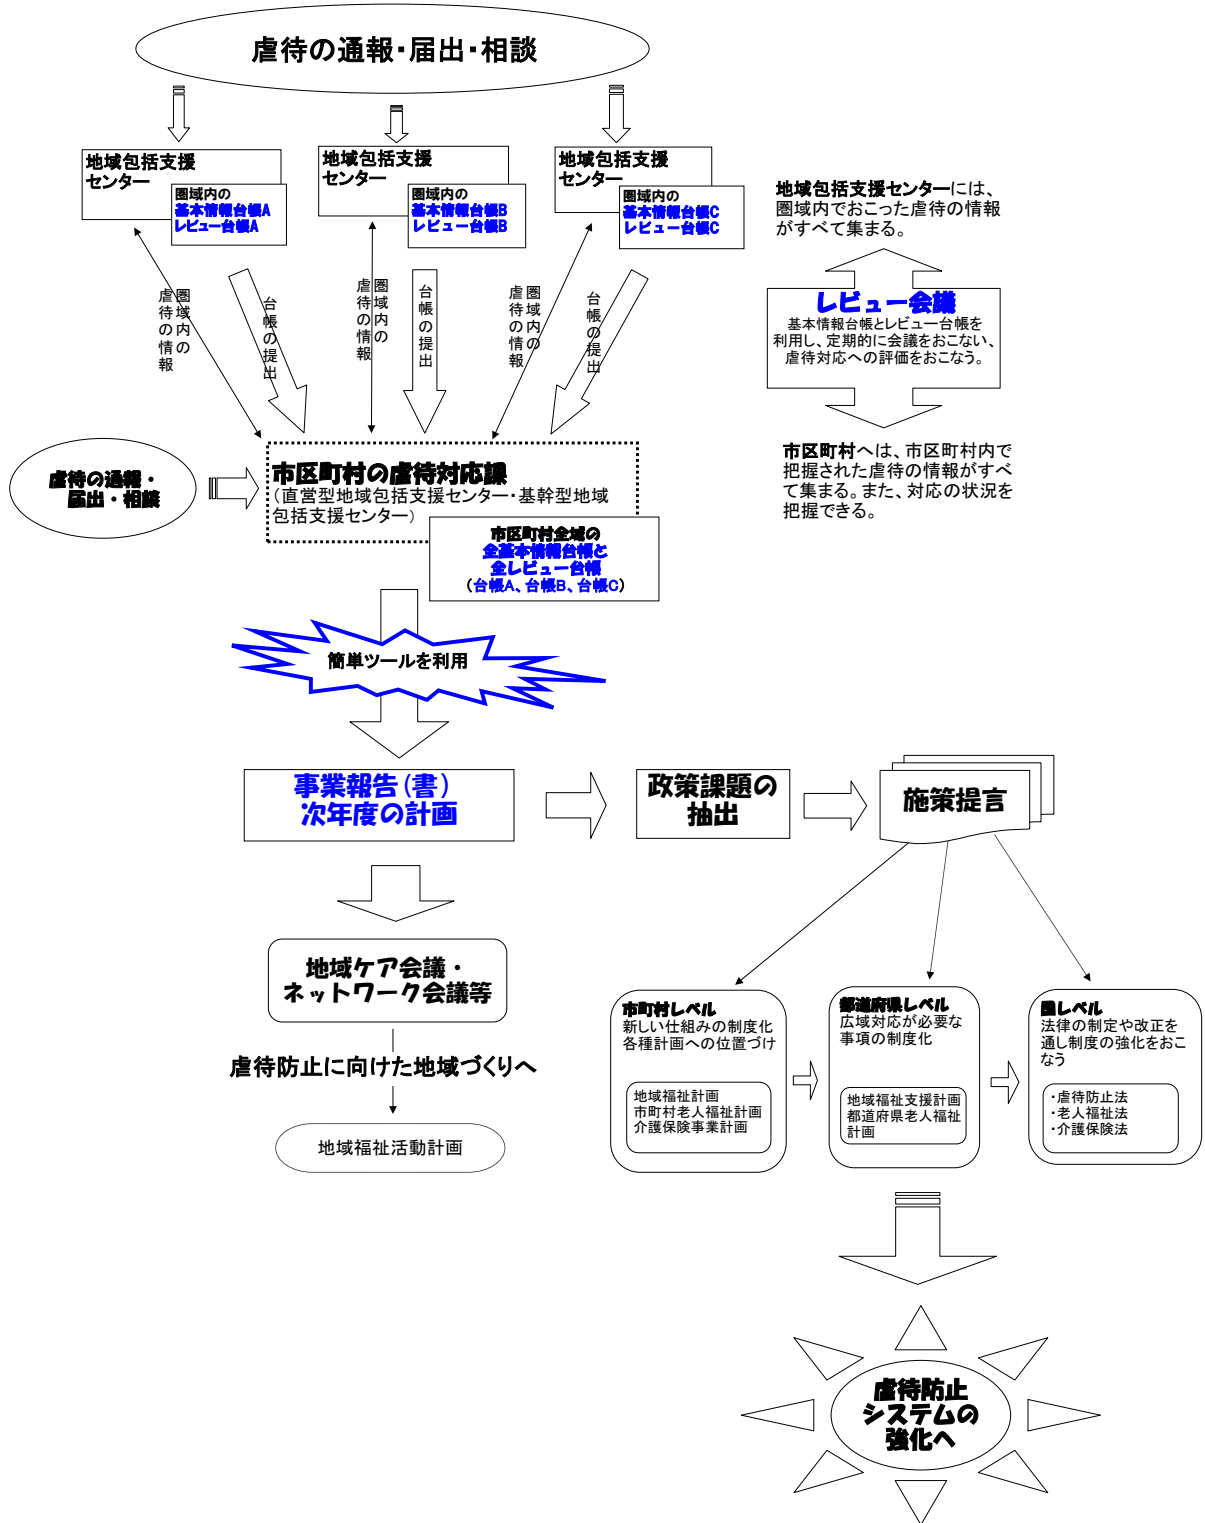 虐待の通報・届出・相談
地域包括支援
センター
圏域内の
基本情報台帳A
レビュー台帳A
地域包括支援
センター
圏域内の
基本情報台帳B
レビュー台帳B
地域包括支援
センター
圏域内の
基本情報台帳C
レビュー台帳C
圏域内の
虐待の情報
台帳の提出
圏域内の
虐待の情報
台帳の提出
圏域内の
虐待の情報
台帳の提出
地域包括支援センターには、
圏域内でおこった虐待の情報
がすべて集まる。
レビュー会議
基本情報台帳とレビュー台帳を
利用し、定期的に会議をおこない、
虐待対応への評価をおこなう。
市区町村へは、市区町村内で
把握された虐待の情報がすべ
て集まる。また、対応の状況を
把握できる。
虐待の通報・
届出・相談
市区町村の虐待対応課
（直営型地域包括支援センター・基幹型地域
包括支援センター）
市区町村全域の
全基本情報台帳と
全レビュー台帳
（台帳A、台帳B、台帳C）
簡単ツールを利用
事業報告（書）
次年度の計画
政策課題の
抽出
施策提言
地域ケア会議・
ネットワーク会議等
虐待防止に向けた地域づくりへ
地域福祉活動計画
市町村レベル
新しい仕組みの制度化
各種計画への位置づけ
地域福祉計画
市町村老人福祉計画
介護保険事業計画
都道府県レベル
広域対応が必要な
事項の制度化
地域福祉支援計画
都道府県老人福祉
計画
国レベル
法律の制定や改正を
通し制度の強化をおこ
なう
・虐待防止法
・老人福祉法
・介護保険法
虐待防止
システムの
強化へ